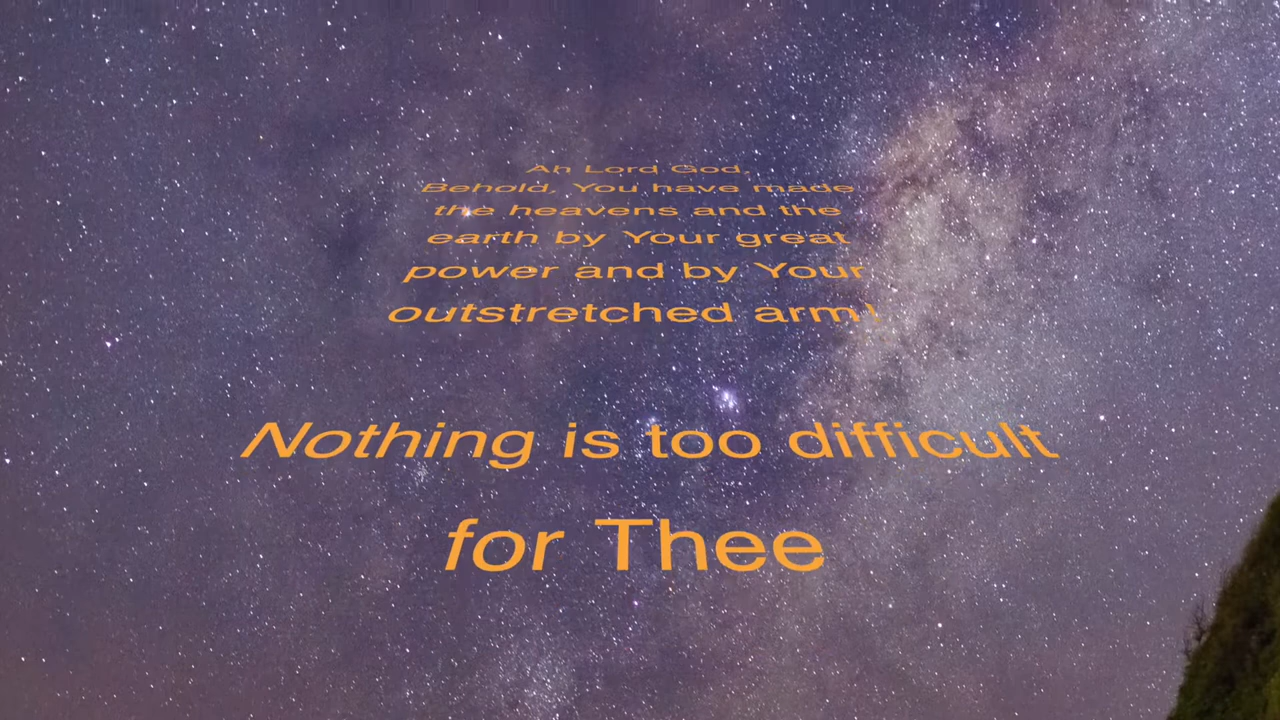 Ah Lord God,
Behold, You have made
the heavens and the
earth by Your great
power and by Your
outstretched arm!
Nothing is too difficult
for Thee